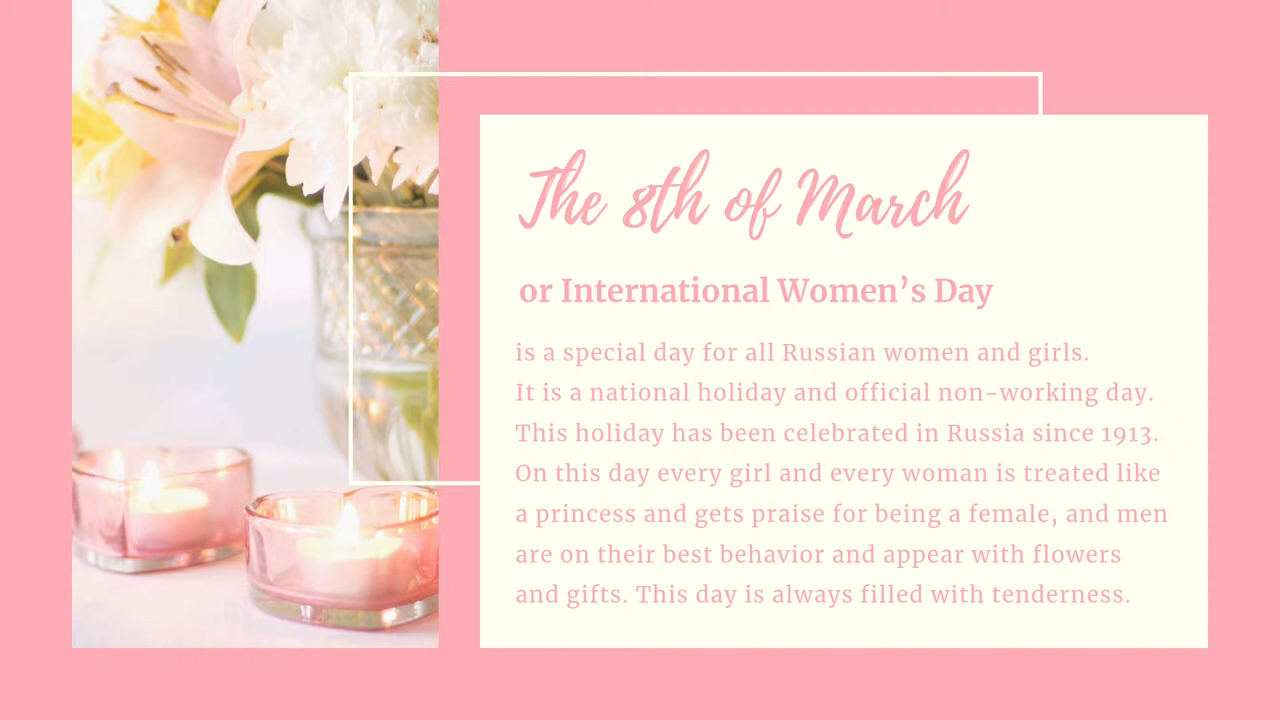 The 8th of March
or International Women’s Day
is a special day for all Russian women and girls.
It is a national holiday and official non-working day.
This holiday has been celebrated in Russia since 1913.
On this day every girl and every woman is treated like
a princess and gets praise for being a female, and men
are on their best behavior and appear with flowers
and gifts. This day is always filled with tenderness.